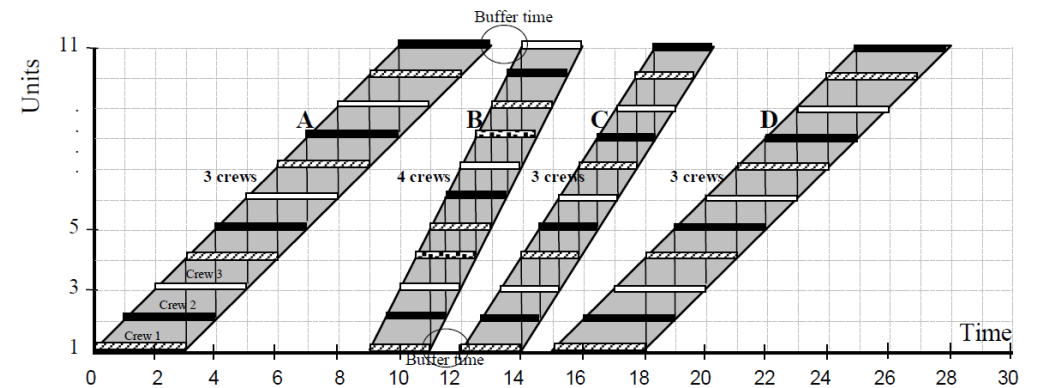 Buffer time
11
Units
A
B
C
D
3 crews
4 crews
3 crews
3 crews
5
Crew 3
3
Crew 2
Crew 1
Time
1
Buffer time
0 2 4 6 8 10 12 14 16 18 20 22 24 26 28 30